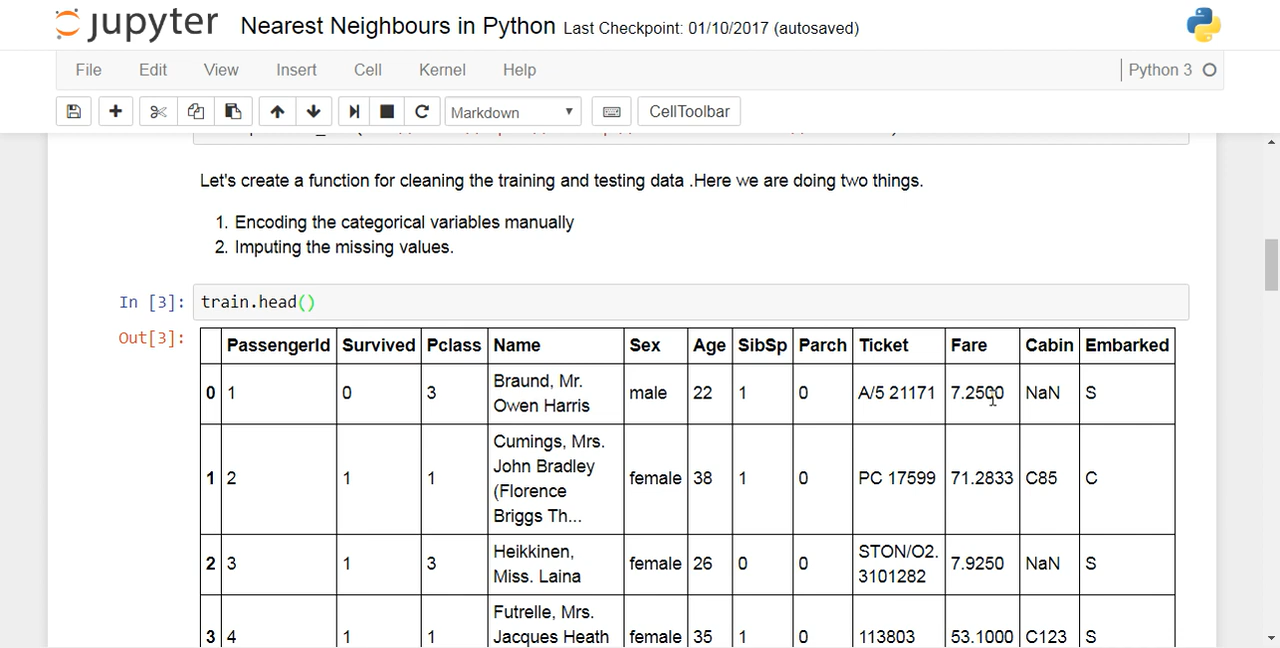 jupyter Nearest Neighbours in Python Last Checkpoint: 01/10/2017 (autosaved)
File Edit View Insert Cell Kernel Help Python 3
Markdown CellToolbar
Let's create a function for cleaning the training and testing data .Here we are doing two things.
1. Encoding the categorical variables manually
2. Imputing the missing values.
In [3]: train.head()
Out[3]:
PassengerId Survived Pclass Name Sex Age SibSp Parch Ticket Fare Cabin Embarked
0 1 0 3 Braund, Mr. Owen Harris male 22 1 0 A/5 21171 7.2500 NaN S
1 2 1 1 Cumings, Mrs. John Bradley (Florence Briggs Th... female 38 1 0 PC 17599 71.2833 C85 C
2 3 1 3 Heikkinen, Miss. Laina female 26 0 0 STON/O2. 3101282 7.9250 NaN S
3 4 1 1 Futrelle, Mrs. Jacques Heath female 35 1 0 113803 53.1000 C123 S